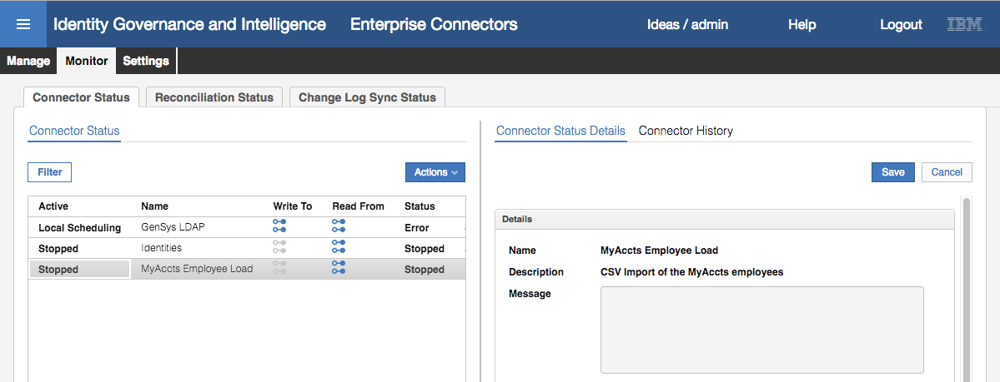 Identity Governance and Intelligence Enterprise Connectors Ideas / admin Help Logout IBM
Manage Monitor Settings
Connector Status Reconciliation Status Change Log Sync Status
Connector Status
Filter Actions
Active Name Write To Read From Status
Local Scheduling GenSys LDAP Error
Stopped Identities Stopped
Stopped MyAccts Employee Load Stopped
Connector Status Details Connector History
Save Cancel
Details
Name MyAccts Employee Load
Description CSV Import of the MyAccts employees
Message